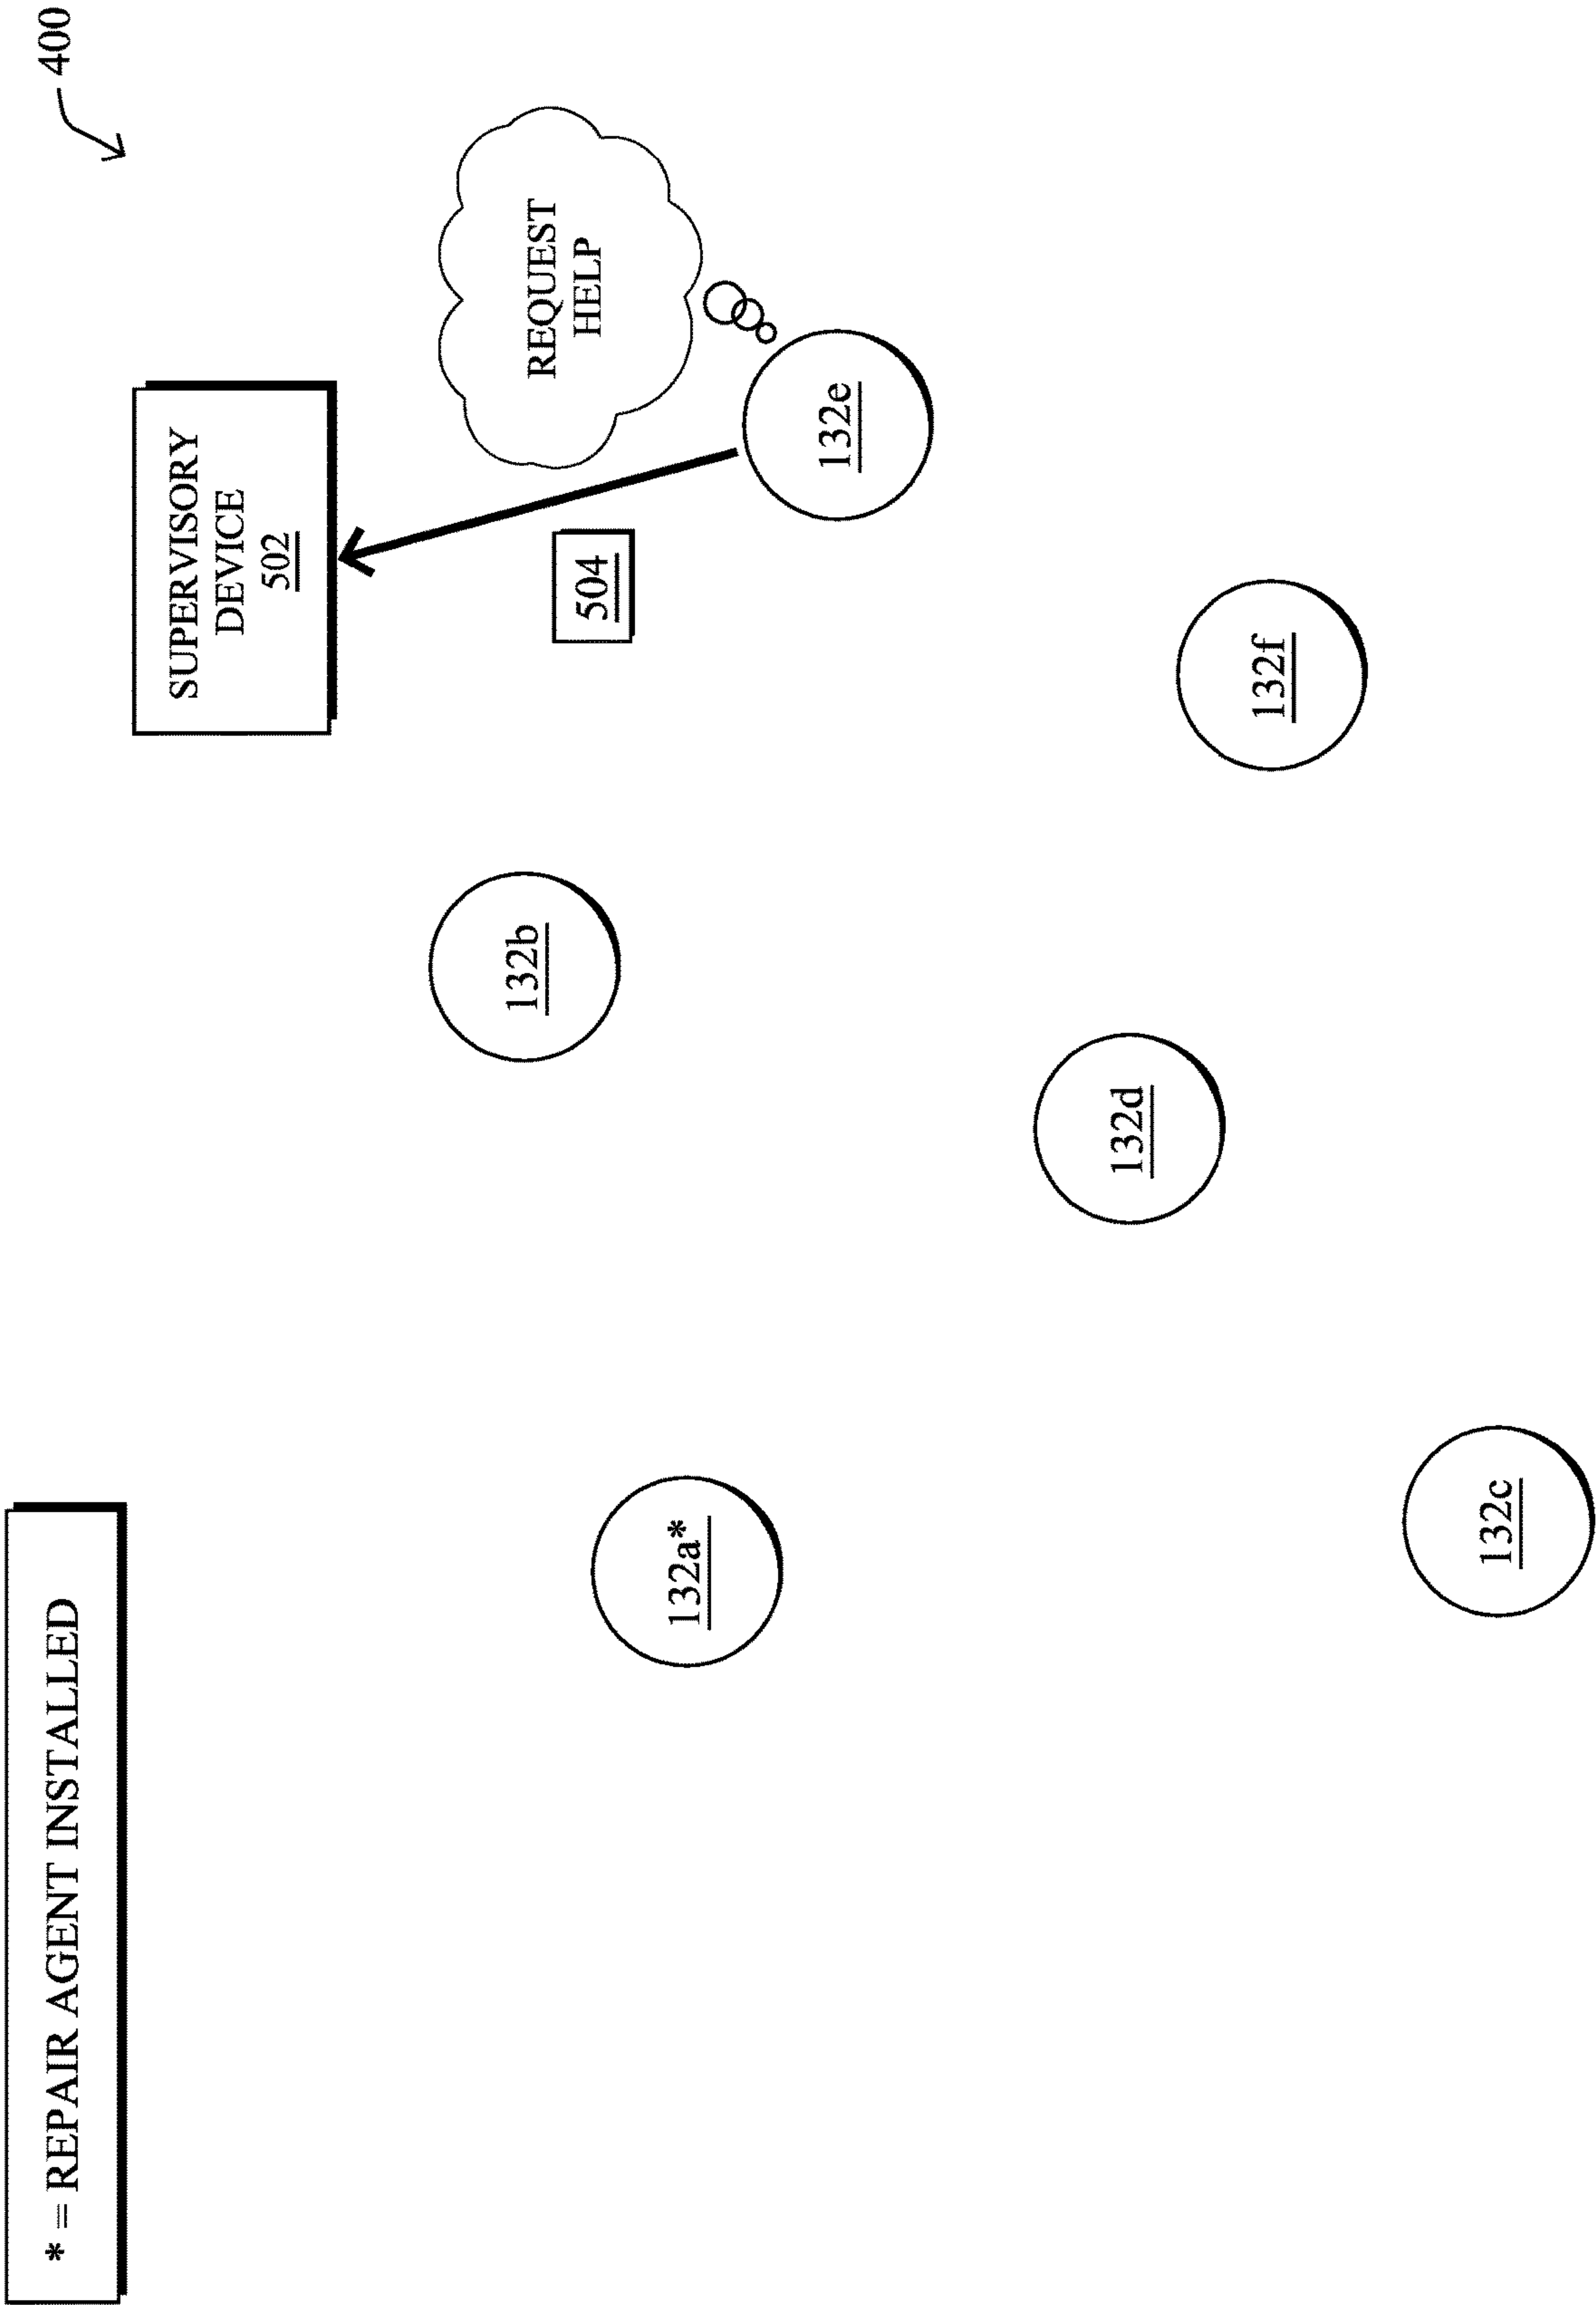 * = REPAIR AGENT INSTALLED
400
SUPERVISORY
DEVICE
502
REQUEST
HELP
504
132b
132a*
132e
132d
132f
132c